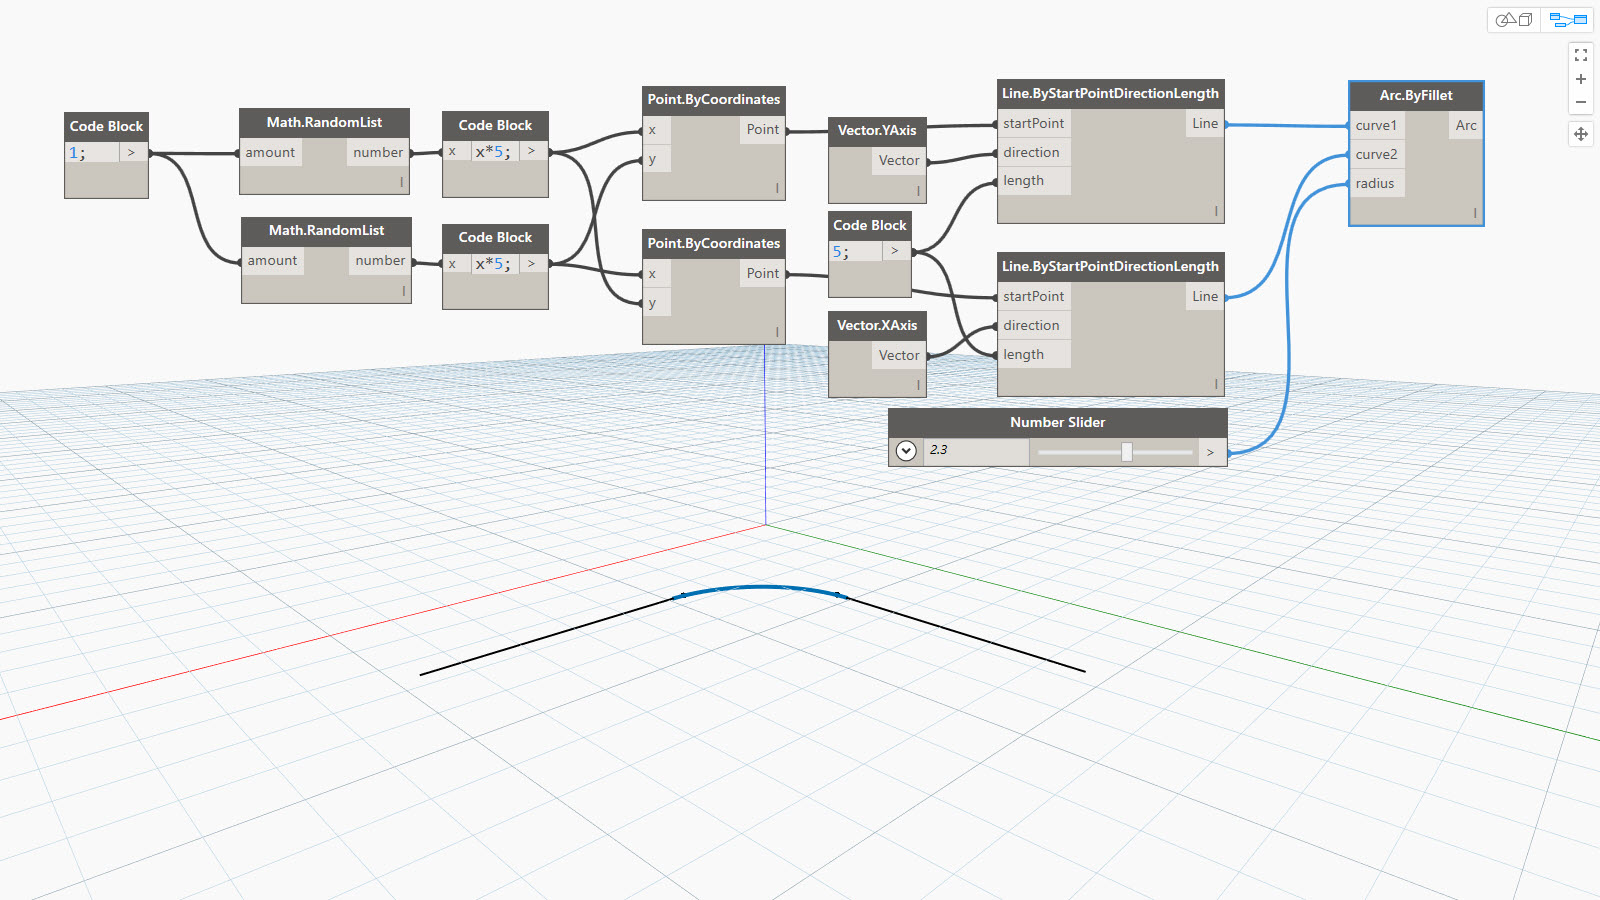 Code Block
1; >
Math.RandomList
amount number
Math.RandomList
amount number
Code Block
x x*5; >
Code Block
x x*5; >
Point.ByCoordinates
x Point
y
Point.ByCoordinates
x Point
y
Vector.YAxis
Vector
Code Block
5; >
Vector.XAxis
Vector
Line.ByStartPointDirectionLength
startPoint Line
direction
length
Line.ByStartPointDirectionLength
startPoint Line
direction
length
Number Slider
2.3 >
Arc.ByFillet
curve1 Arc
curve2
radius